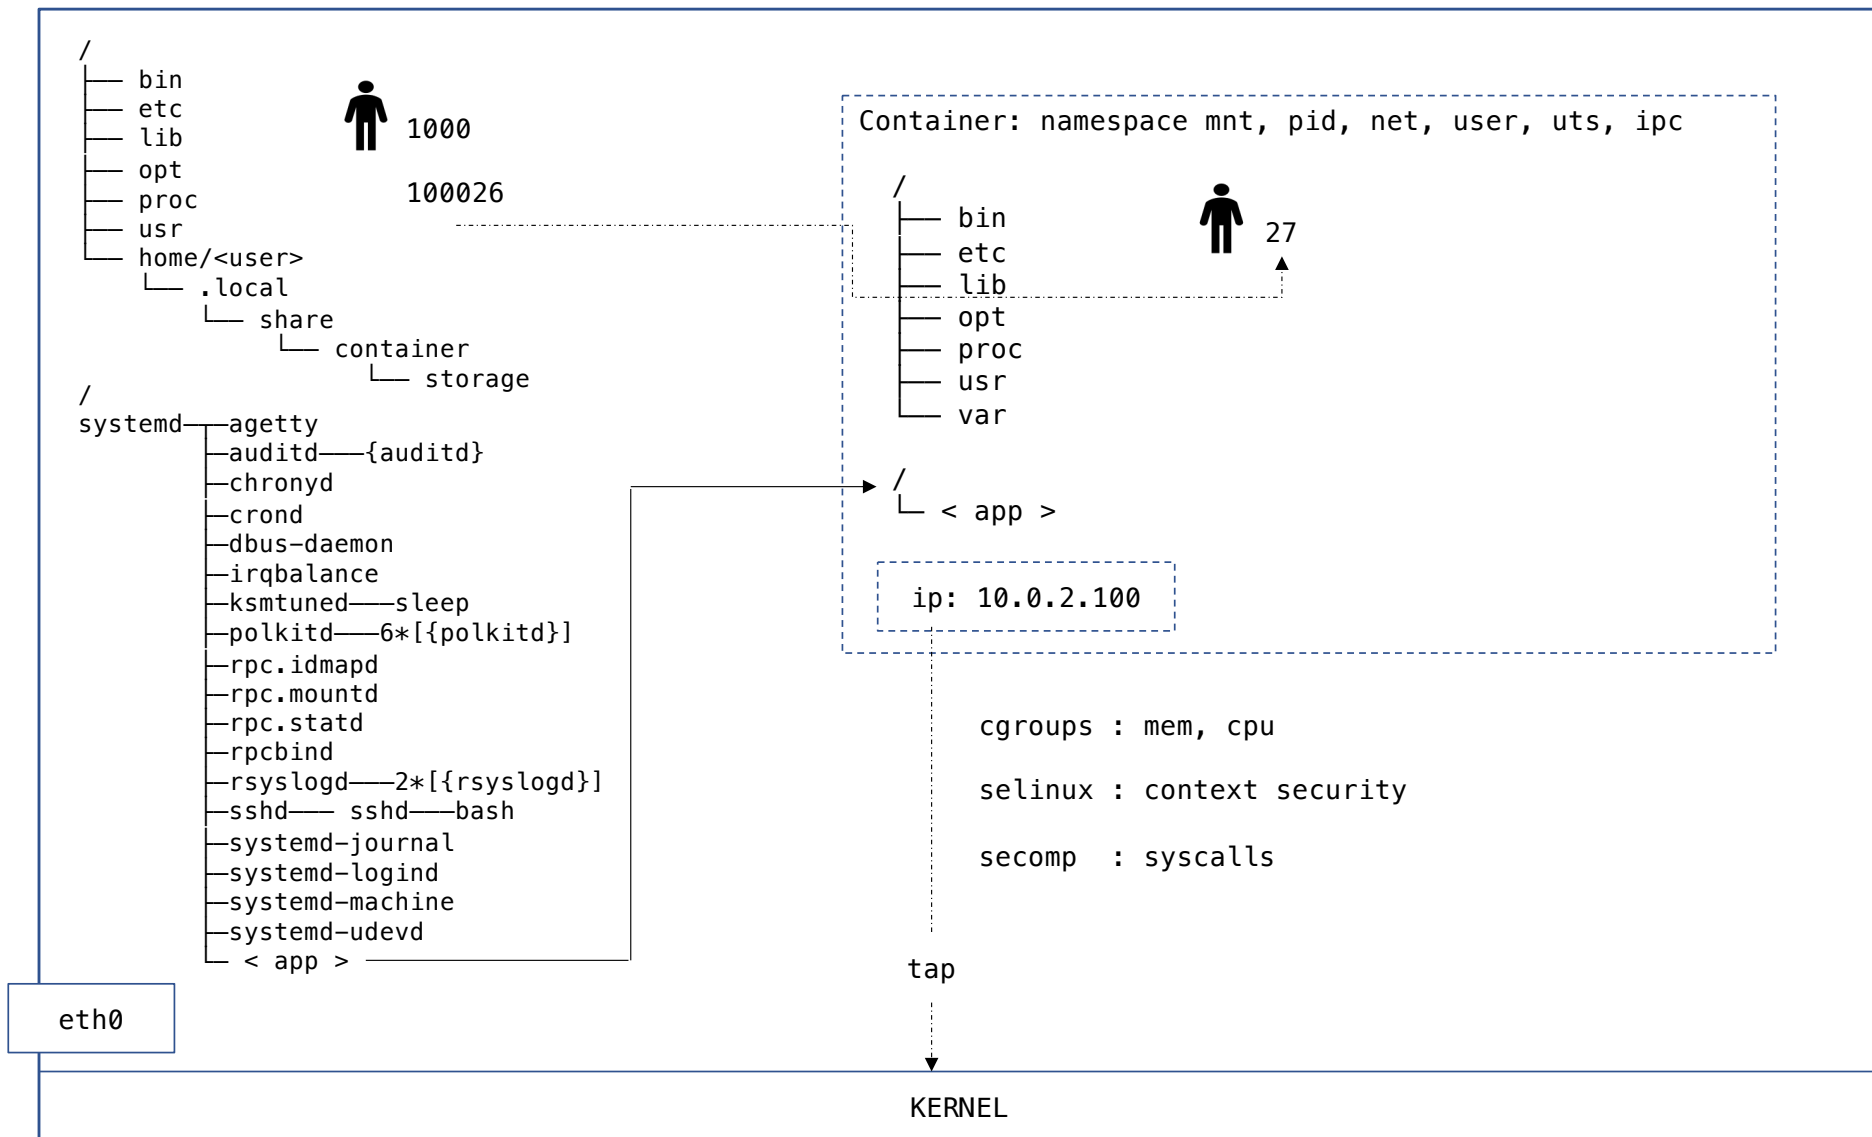 /
├── bin
├── etc
├── lib
├── opt
├── proc
├── usr
└── home/<user>
└── .local
└── share
└── container
└── storage
1000
100026
/
systemd─┬─agetty
├─auditd───{auditd}
├─chronyd
├─crond
├─dbus-daemon
├─irqbalance
├─ksmtuned───sleep
├─polkitd───6*[{polkitd}]
├─rpc.idmapd
├─rpc.mountd
├─rpc.statd
├─rpcbind
├─rsyslogd───2*[{rsyslogd}]
├─sshd─── sshd───bash
├─systemd-journal
├─systemd-logind
├─systemd-machine
├─systemd-udevd
└─ < app >
Container: namespace mnt, pid, net, user, uts, ipc
/
├── bin
├── etc
├── lib
├── opt
├── proc
├── usr
└── var
27
/
└─ < app >
ip: 10.0.2.100
cgroups : mem, cpu
selinux : context security
secomp : syscalls
tap
eth0
KERNEL